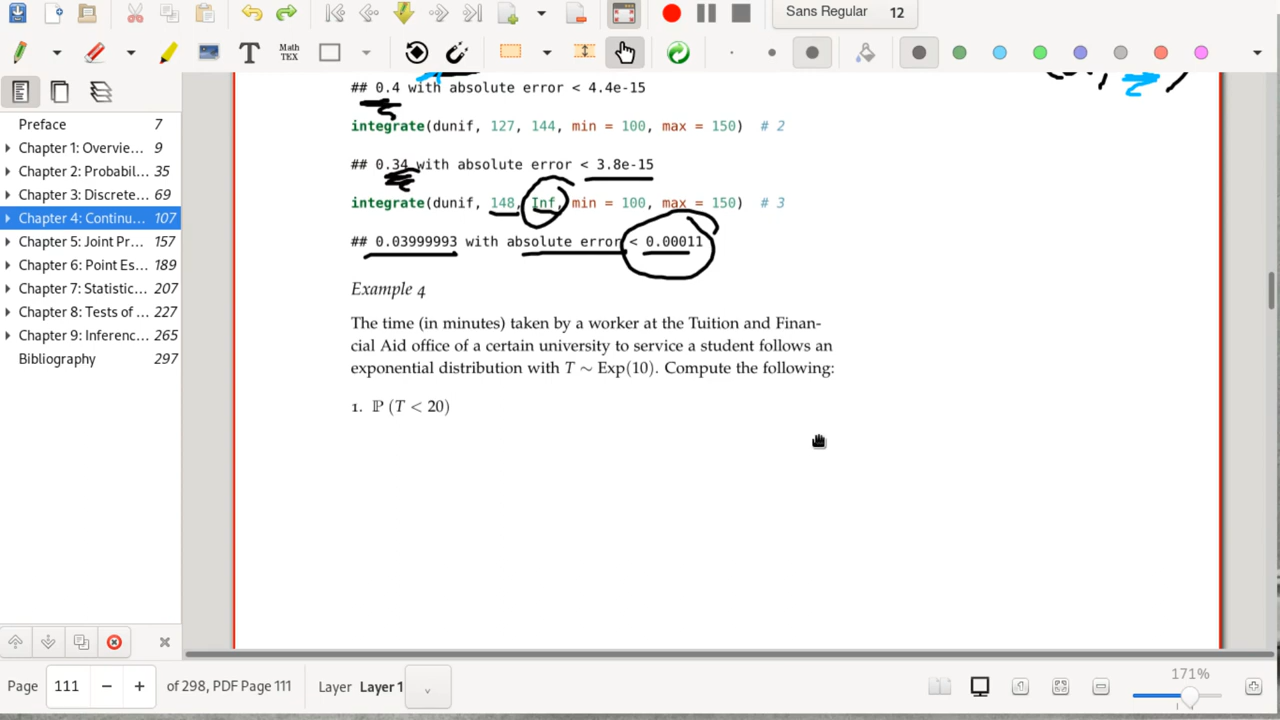 Sans Regular 12
Math
TEX
Preface 7
Chapter 1: Overvie... 9
Chapter 2: Probabil... 35
Chapter 3: Discrete... 69
Chapter 4: Continu... 107
Chapter 5: Joint Pr... 157
Chapter 6: Point Es... 189
Chapter 7: Statistic... 207
Chapter 8: Tests of ... 227
Chapter 9: Inferenc... 265
Bibliography 297
## 0.4 with absolute error < 4.4e-15
integrate(dunif, 127, 144, min = 100, max = 150) # 2
## 0.34 with absolute error < 3.8e-15
integrate(dunif, 148, Inf, min = 100, max = 150) # 3
## 0.03999993 with absolute error < 0.00011
Example 4
The time (in minutes) taken by a worker at the Tuition and Finan-
cial Aid office of a certain university to service a student follows an
exponential distribution with T ∼ Exp(10). Compute the following:
1. ℙ (T < 20)
Page 111 of 298, PDF Page 111 Layer Layer 1
171%